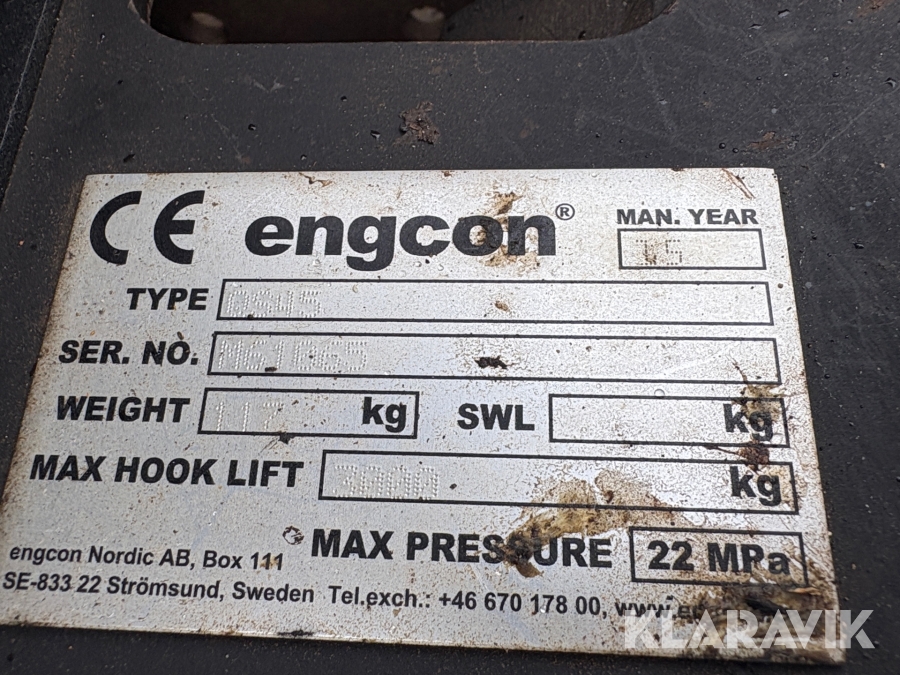 CE engcon® MAN. YEAR
15
TYPE QS45
SER. NO. M61065
WEIGHT 117 kg SWL kg
MAX HOOK LIFT 3000 kg
MAX PRESSURE 22 MPa
engcon Nordic AB, Box 111
SE-833 22 Strömsund, Sweden Tel.exch.: +46 670 178 00,
KLARAVIK